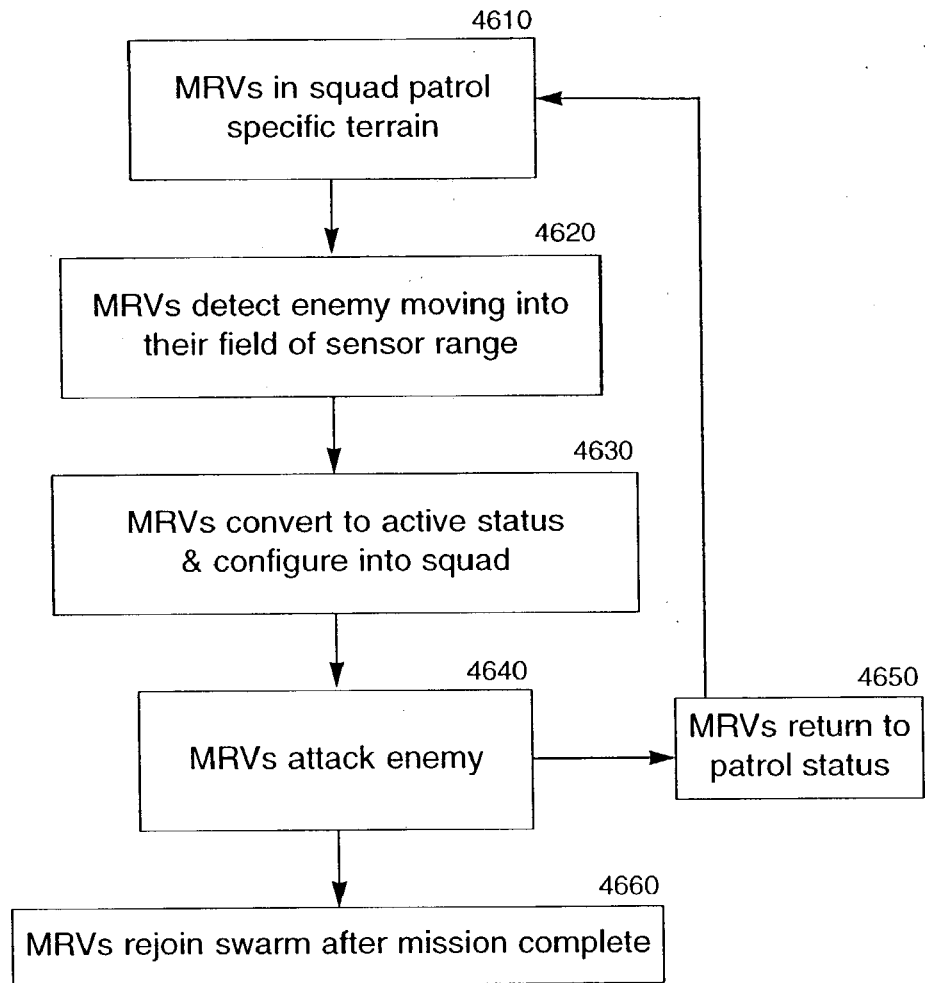 4610
MRVs in squad patrol
specific terrain
4620
MRVs detect enemy moving into
their field of sensor range
4630
MRVs convert to active status
& configure into squad
4640
MRVs attack enemy
4650
MRVs return to
patrol status
4660
MRVs rejoin swarm after mission complete